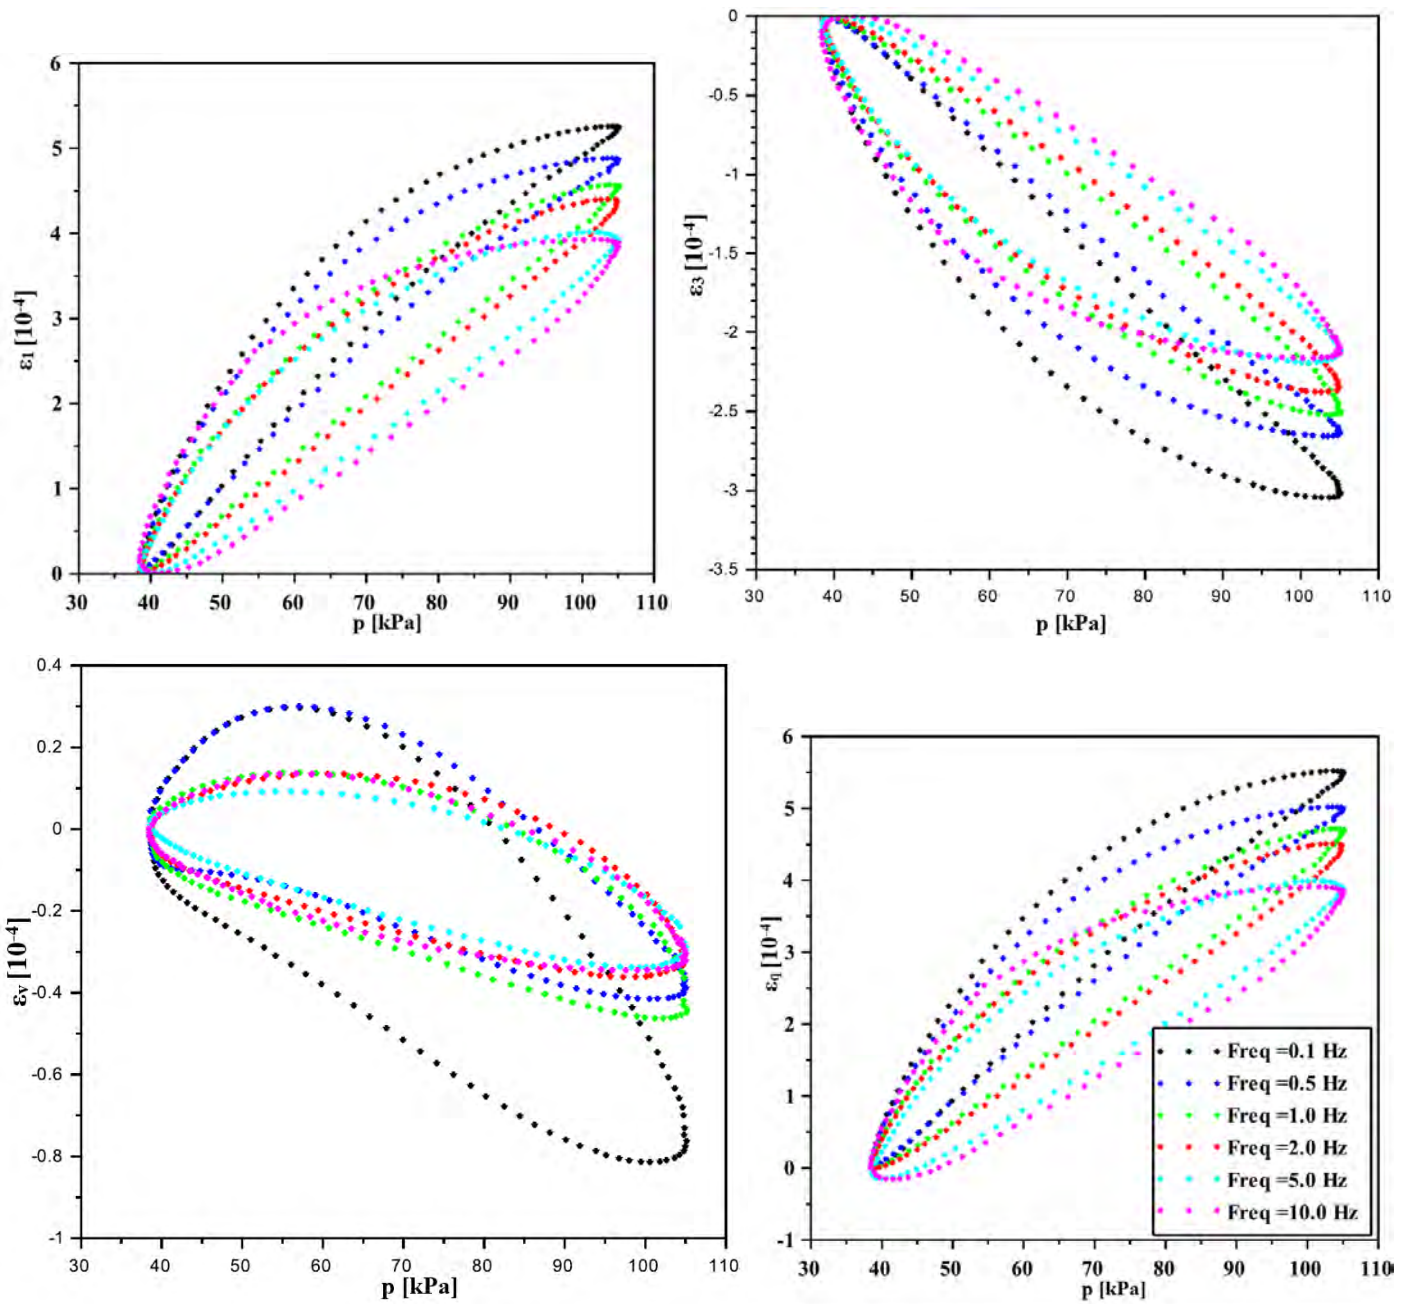 6
5
4
3
2
1
0
30 40 50 60 70 80 90 100 110
p [kPa]
ε1 [10-4]
0
-0.5
-1
-1.5
-2
-2.5
-3
-3.5
30 40 50 60 70 80 90 100 110
p [kPa]
ε3 [10-4]
0.4
0.2
0
-0.2
-0.4
-0.6
-0.8
-1
30 40 50 60 70 80 90 100 110
p [kPa]
εv [10-4]
6
5
4
3
2
1
0
-1
30 40 50 60 70 80 90 100 110
p [kPa]
εq [10-4]
Freq =0.1 Hz
Freq =0.5 Hz
Freq =1.0 Hz
Freq =2.0 Hz
Freq =5.0 Hz
Freq =10.0 Hz